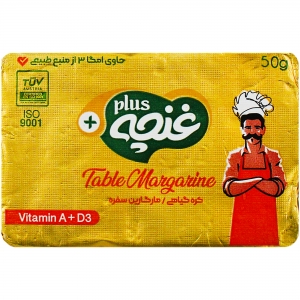 حاوی امگا ۳ از منبع طبیعی
50g
TÜV
AUSTRIA
ISO
9001
plus
غنچه
+
Table Margarine
کره گیاهی / مارگارین سفره
Vitamin A + D3